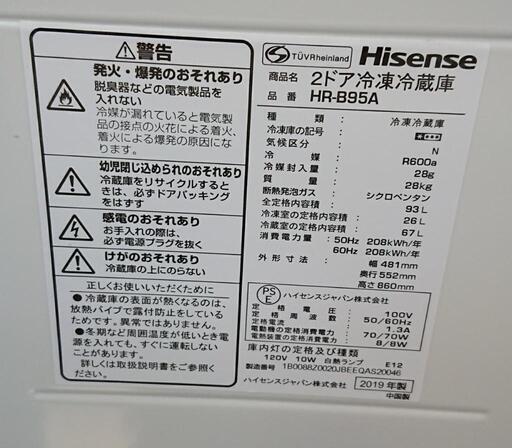 警告
発火・爆発のおそれあり
脱臭器などの電気製品を
入れない
冷媒が漏れていると電気製
品の接点の火花による着火、
着火による爆発の原因にな
ります。
幼児閉じ込められのおそれあり
冷蔵庫をリサイクルするとき
は、必ずドアパッキングを
はずす
感電のおそれあり
お手入れの際は、
必ず電源プラグを抜く
けがのおそれあり
冷蔵庫の上にのらない
正しくお使いいただくために
●冷蔵庫の表面が熱くなるのは、
放熱パイプで露付防止をしている
ためです。異常ではありません。
●冬期など周囲温度が低いとき電
源を入れても、すぐに運転しない
ことがあります。
詳しくは取扱説明書をご参照ください
TÜVRheinland
Hisense
商品名 2ドア冷凍冷蔵庫
品番 HR-B95A
種類： 冷凍冷蔵庫
冷凍庫の記号：
気候区分： N
冷媒： R600a
冷媒封入量： 28g
質量： 28kg
断熱発泡ガス： シクロペンタン
全定格内容積： 93L
冷凍室の定格内容積： 26L
冷蔵室の定格内容積： 67L
消費電力量： 50Hz 208kWh/年
60Hz 208kWh/年
外形寸法： 幅 481mm
奥行 552mm
高さ 860mm
PS
E
ハイセンスジャパン株式会社
定格電圧： 100V
定格周波数： 50/60Hz
定格電流： 1.3A
電動機の定格消費電力： 70/70W
電熱装置の定格消費電力： 8/8W
庫内灯の定格及び種類
120V 10W 白熱ランプ E12
製造番号：1B0088Z0020JBEEQAS20046
ハイセンスジャパン株式会社
2019年製
中国製